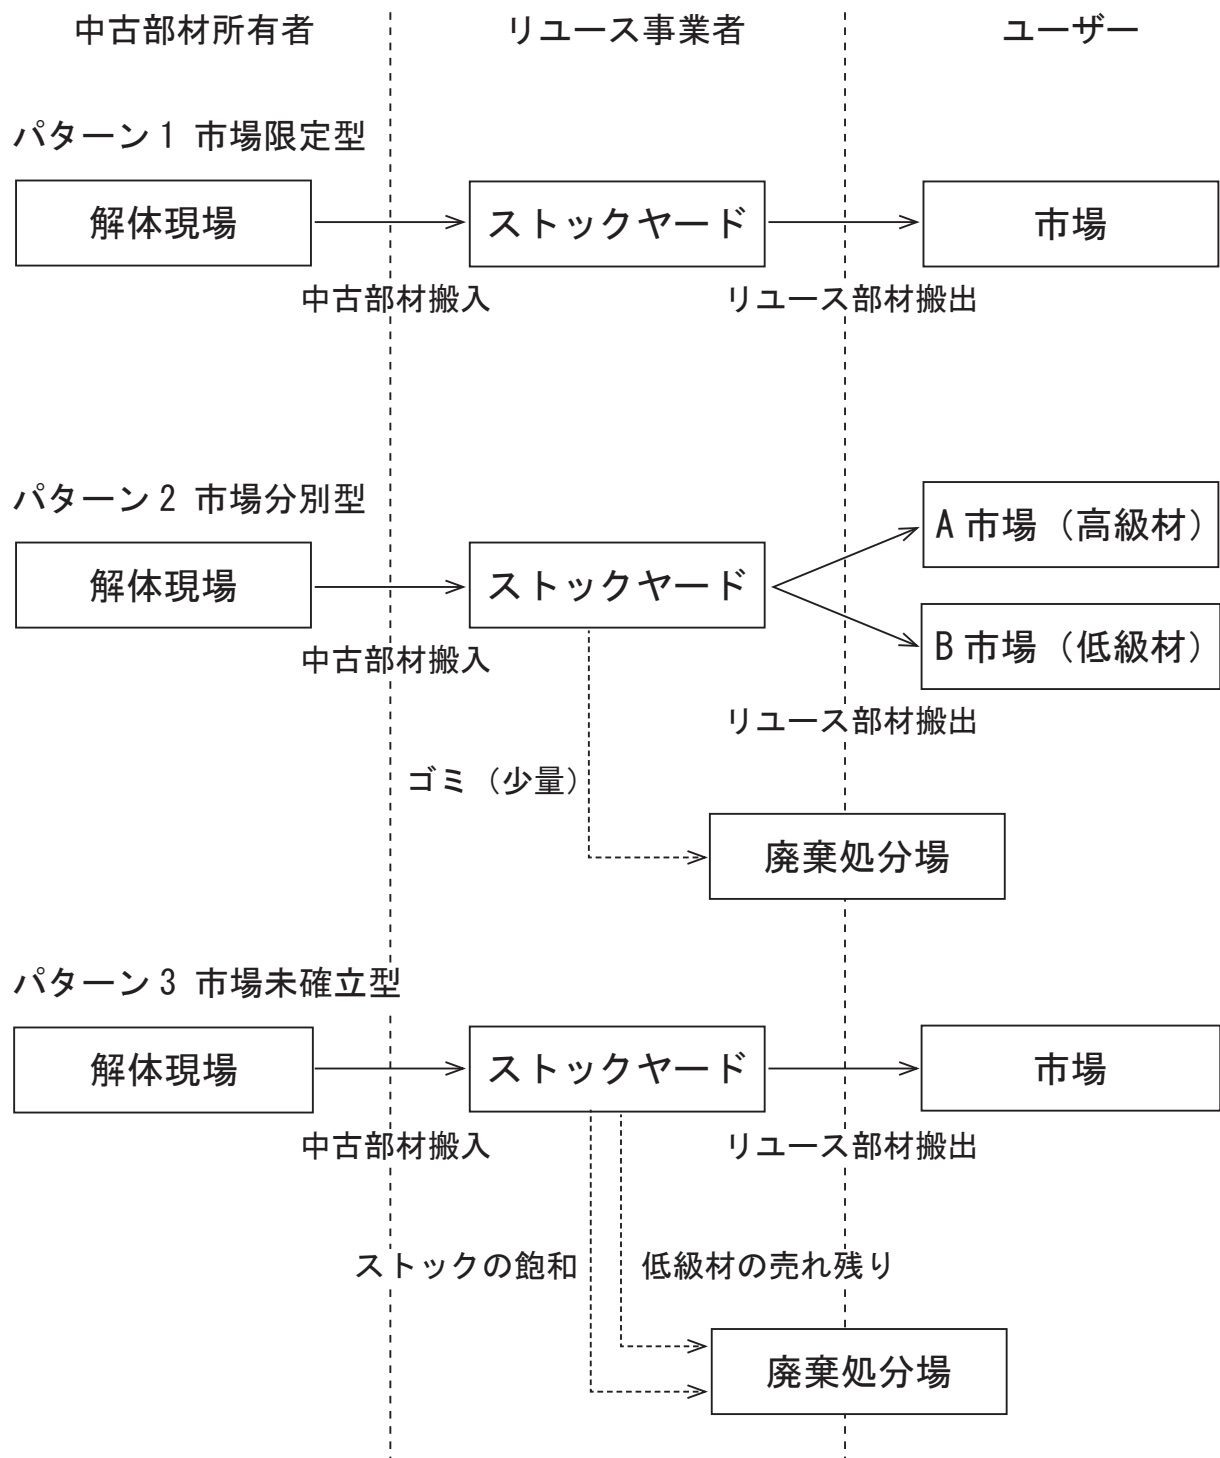 中古部材所有者
リユース事業者
ユーザー
パターン1 市場限定型
解体現場
ストックヤード
市場
中古部材搬入
リユース部材搬出
パターン2 市場分別型
解体現場
ストックヤード
A市場（高級材）
B市場（低級材）
中古部材搬入
リユース部材搬出
ゴミ（少量）
廃棄処分場
パターン3 市場未確立型
解体現場
ストックヤード
市場
中古部材搬入
リユース部材搬出
ストックの飽和
低級材の売れ残り
廃棄処分場